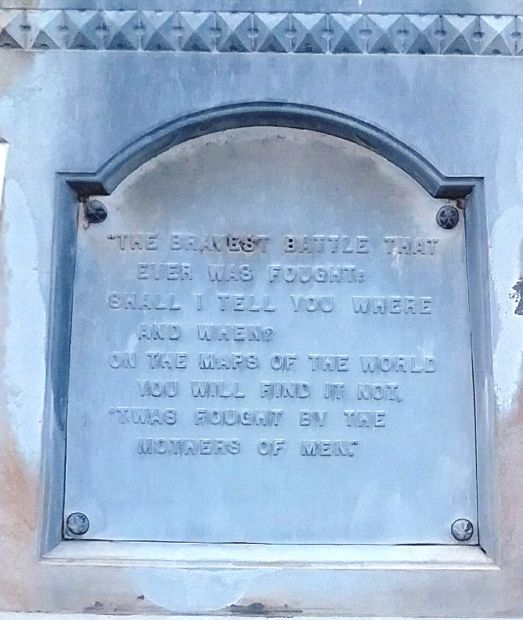 "THE BRAVEST BATTLE THAT
EVER WAS FOUGHT;
SHALL I TELL YOU WHERE
AND WHEN?
ON THE MAPS OF THE WORLD
YOU WILL FIND IT NOT,
'TWAS FOUGHT BY THE
MOTHERS OF MEN."